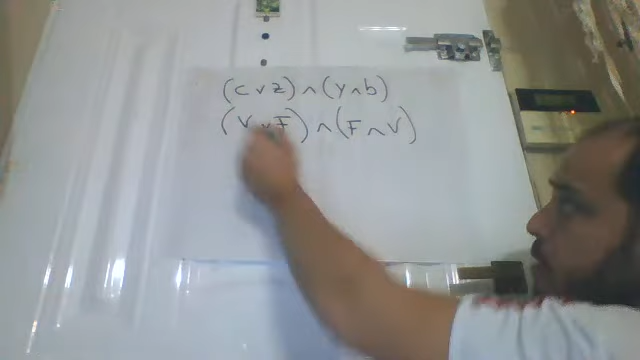 (c ∨ z) ∧ (y ∧ b)
(V ∨ F) ∧ (F ∧ V)